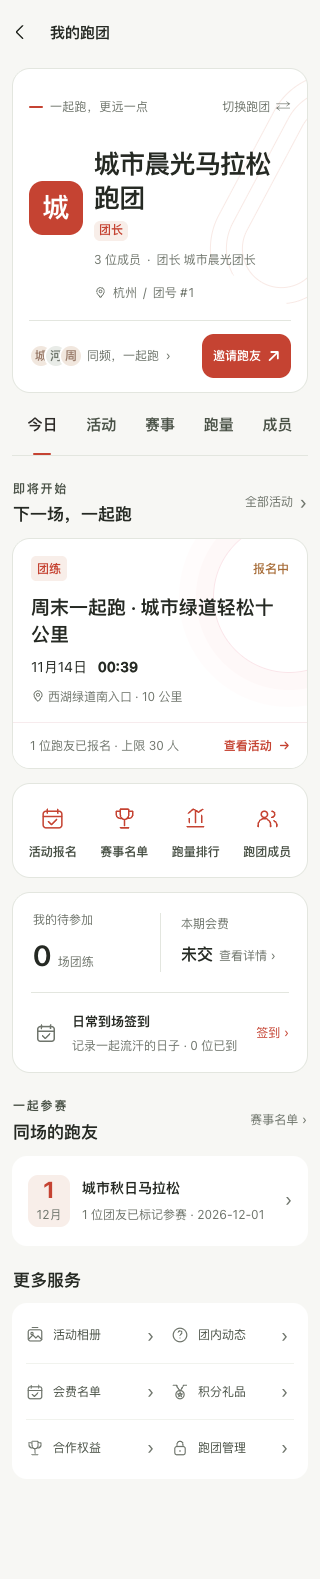 我的跑团
一起跑，更远一点
切换跑团
城
城市晨光马拉松
跑团
团长
3 位成员 · 团长 城市晨光团长
杭州 / 团号 #1
城 河 周 同频，一起跑 ›
邀请跑友
今日 活动 赛事 跑量 成员
即将开始
下一场，一起跑
全部活动 ›
团练
报名中
周末一起跑 · 城市绿道轻松十
公里
11月14日 00:39
西湖绿道南入口 · 10 公里
1 位跑友已报名 · 上限 30 人
查看活动 →
活动报名 赛事名单 跑量排行 跑团成员
我的待参加
0 场团练
本期会费
未交 查看详情 ›
日常到场签到
记录一起流汗的日子 · 0 位已到
签到 ›
一起参赛
同场的跑友
赛事名单 ›
1
12月
城市秋日马拉松
1 位团友已标记参赛 · 2026-12-01
›
更多服务
活动相册 ›
团内动态 ›
会费名单 ›
积分礼品 ›
合作权益 ›
跑团管理 ›